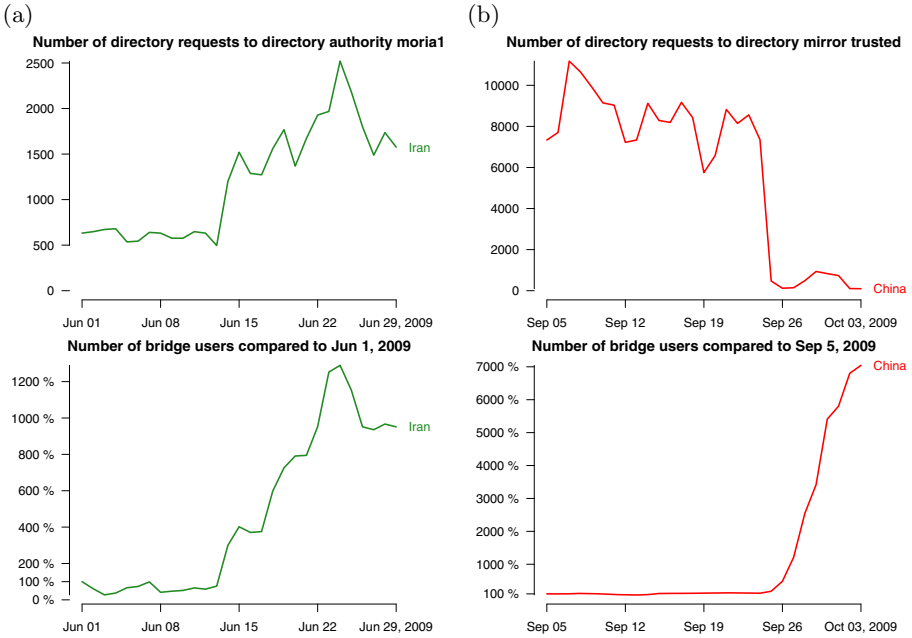 (a)
Number of directory requests to directory authority moria1
2500
2000
1500
1000
500
0
Iran
Jun 01 Jun 08 Jun 15 Jun 22 Jun 29, 2009
Number of bridge users compared to Jun 1, 2009
1200 %
1000 %
800 %
600 %
400 %
200 %
100 %
0 %
Iran
Jun 01 Jun 08 Jun 15 Jun 22 Jun 29, 2009
(b)
Number of directory requests to directory mirror trusted
10000
8000
6000
4000
2000
0
China
Sep 05 Sep 12 Sep 19 Sep 26 Oct 03, 2009
Number of bridge users compared to Sep 5, 2009
7000 %
6000 %
5000 %
4000 %
3000 %
2000 %
1000 %
100 %
China
Sep 05 Sep 12 Sep 19 Sep 26 Oct 03, 2009